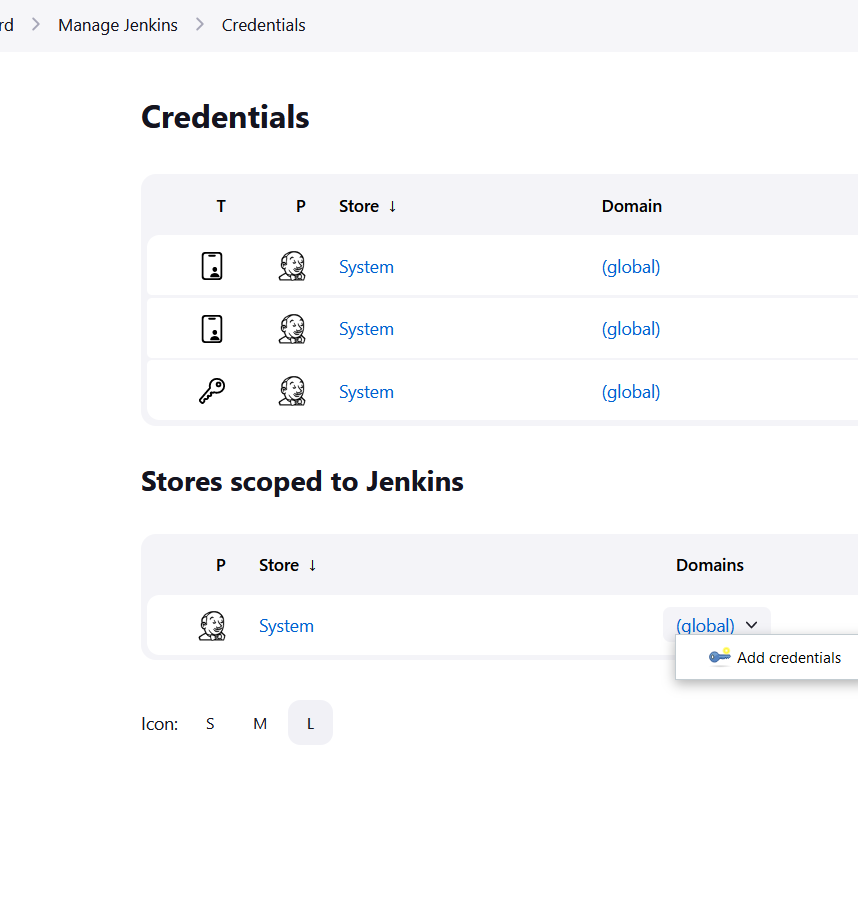 rd > Manage Jenkins > Credentials
Credentials
T P Store ↓ Domain
System (global)
System (global)
System (global)
Stores scoped to Jenkins
P Store ↓ Domains
System (global)
Add credentials
Icon: S M L